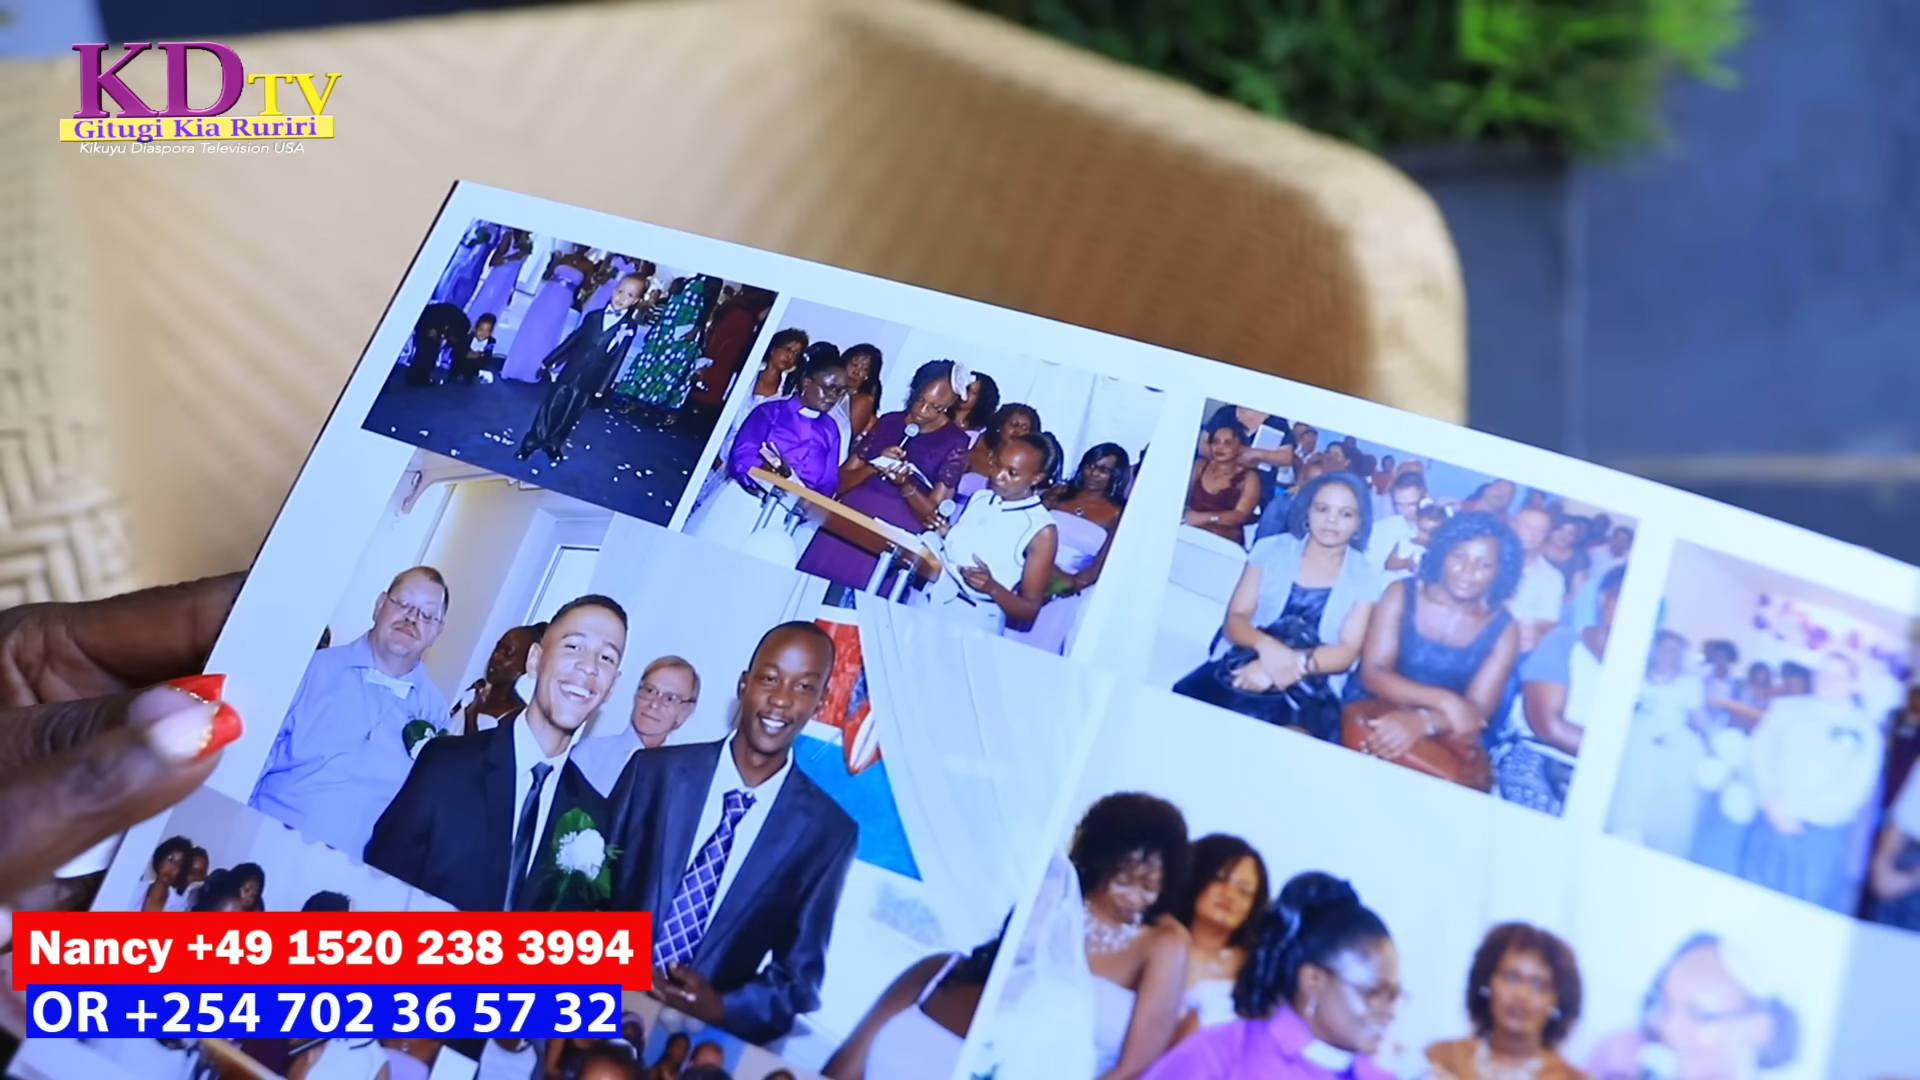 KDTV
Gitugi Kia Ruriri
Kikuyu Diaspora Television USA
Nancy +49 1520 238 3994
OR +254 702 36 57 32